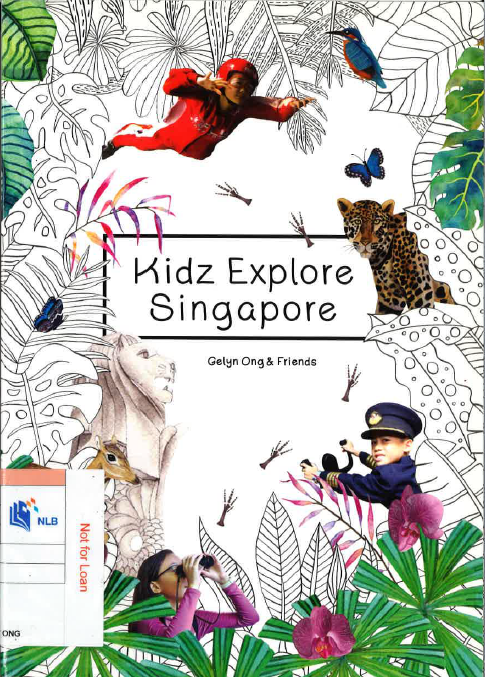 Kidz Explore
Singapore
Gelyn Ong & Friends
NLB
Not for Loan
ONG